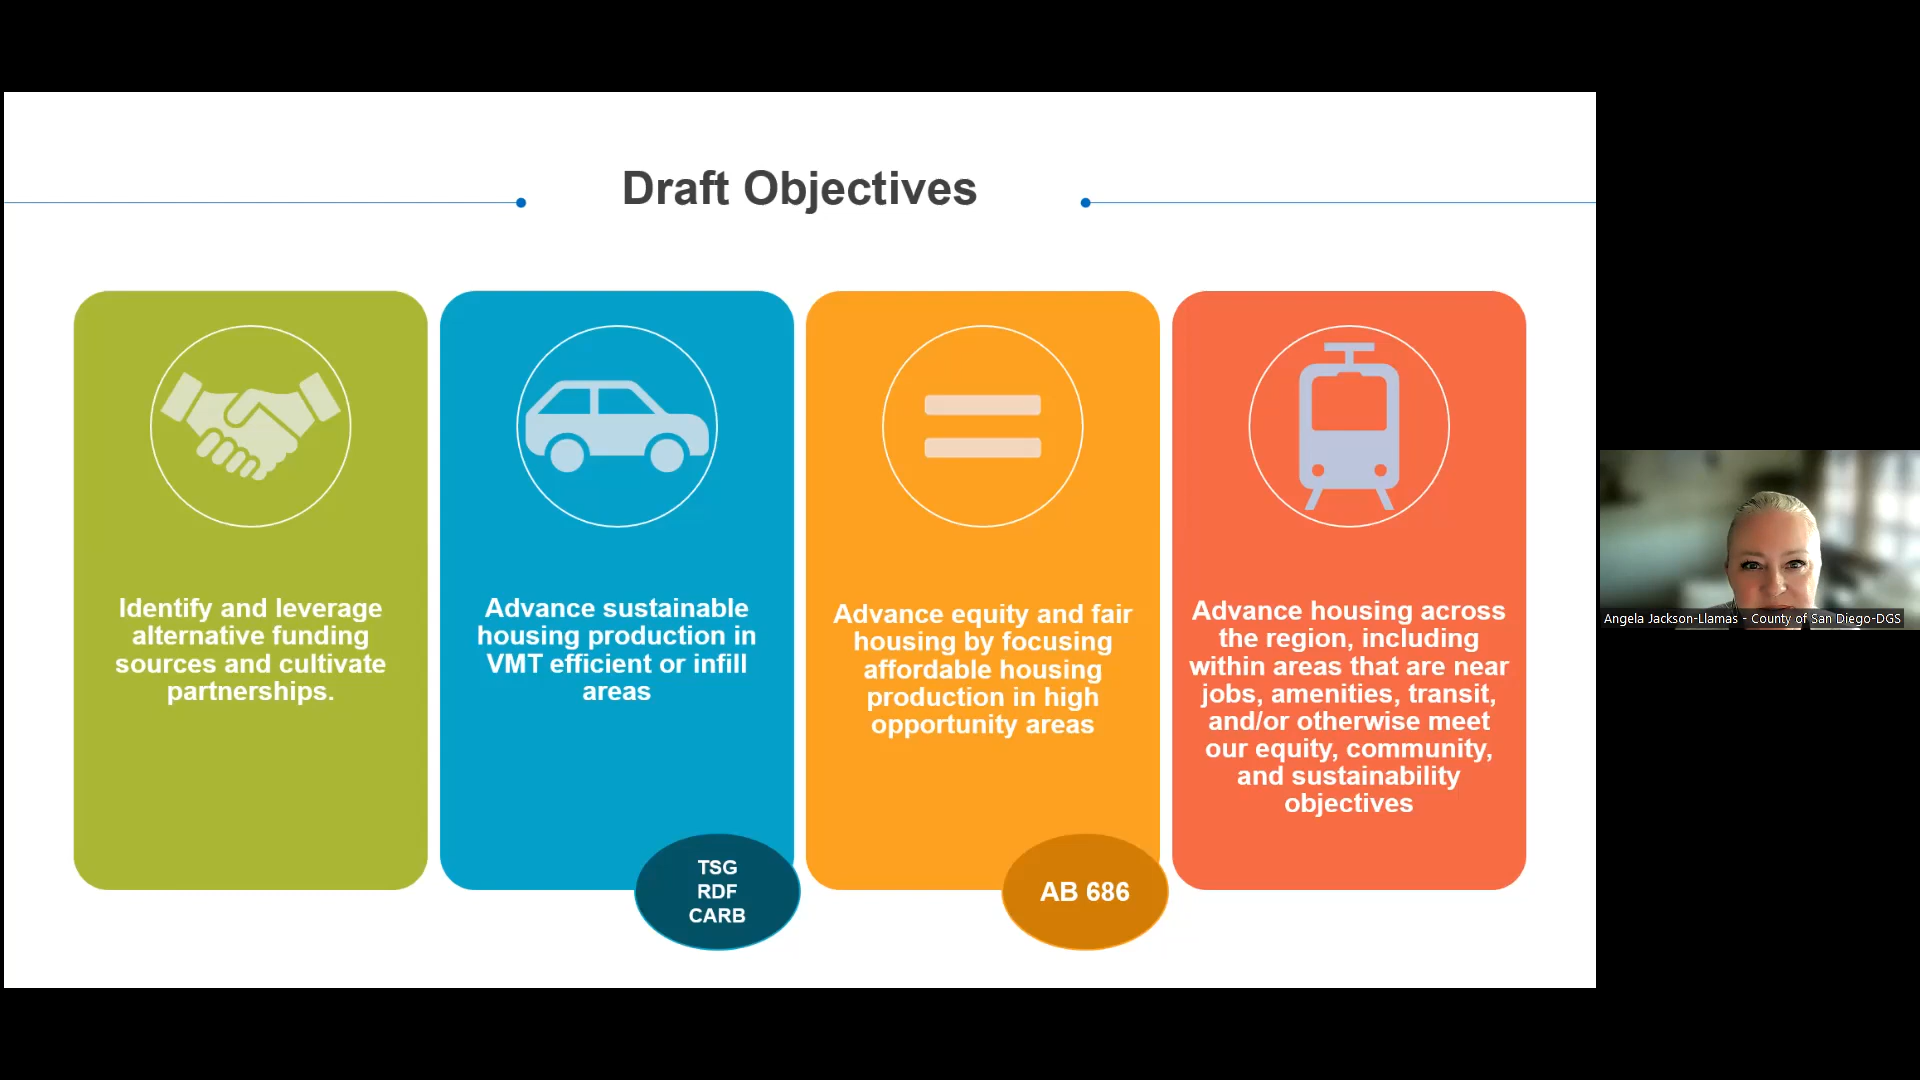 Draft Objectives
Identify and leverage
alternative funding
sources and cultivate
partnerships.
Advance sustainable
housing production in
VMT efficient or infill
areas
TSG
RDF
CARB
Advance equity and fair
housing by focusing
affordable housing
production in high
opportunity areas
AB 686
Advance housing across
the region, including
within areas that are near
jobs, amenities, transit,
and/or otherwise meet
our equity, community,
and sustainability
objectives
Angela Jackson-Llamas - County of San Diego-DGS